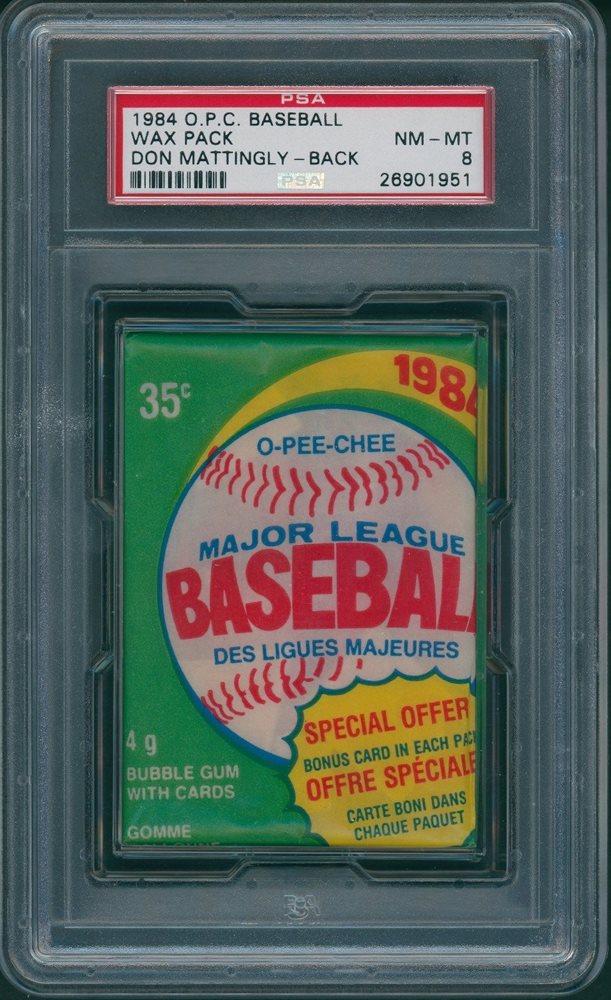 PSA
1984 O.P.C. BASEBALL
WAX PACK NM-MT
DON MATTINGLY-BACK 8
PSA 26901951
35¢
1984
O-PEE-CHEE
MAJOR LEAGUE
BASEBALL
DES LIGUES MAJEURES
SPECIAL OFFER
BONUS CARD IN EACH PAC
OFFRE SPÉCIALE
CARTE BONI DANS
CHAQUE PAQUET
4 g
BUBBLE GUM
WITH CARDS
GOMME
PSA